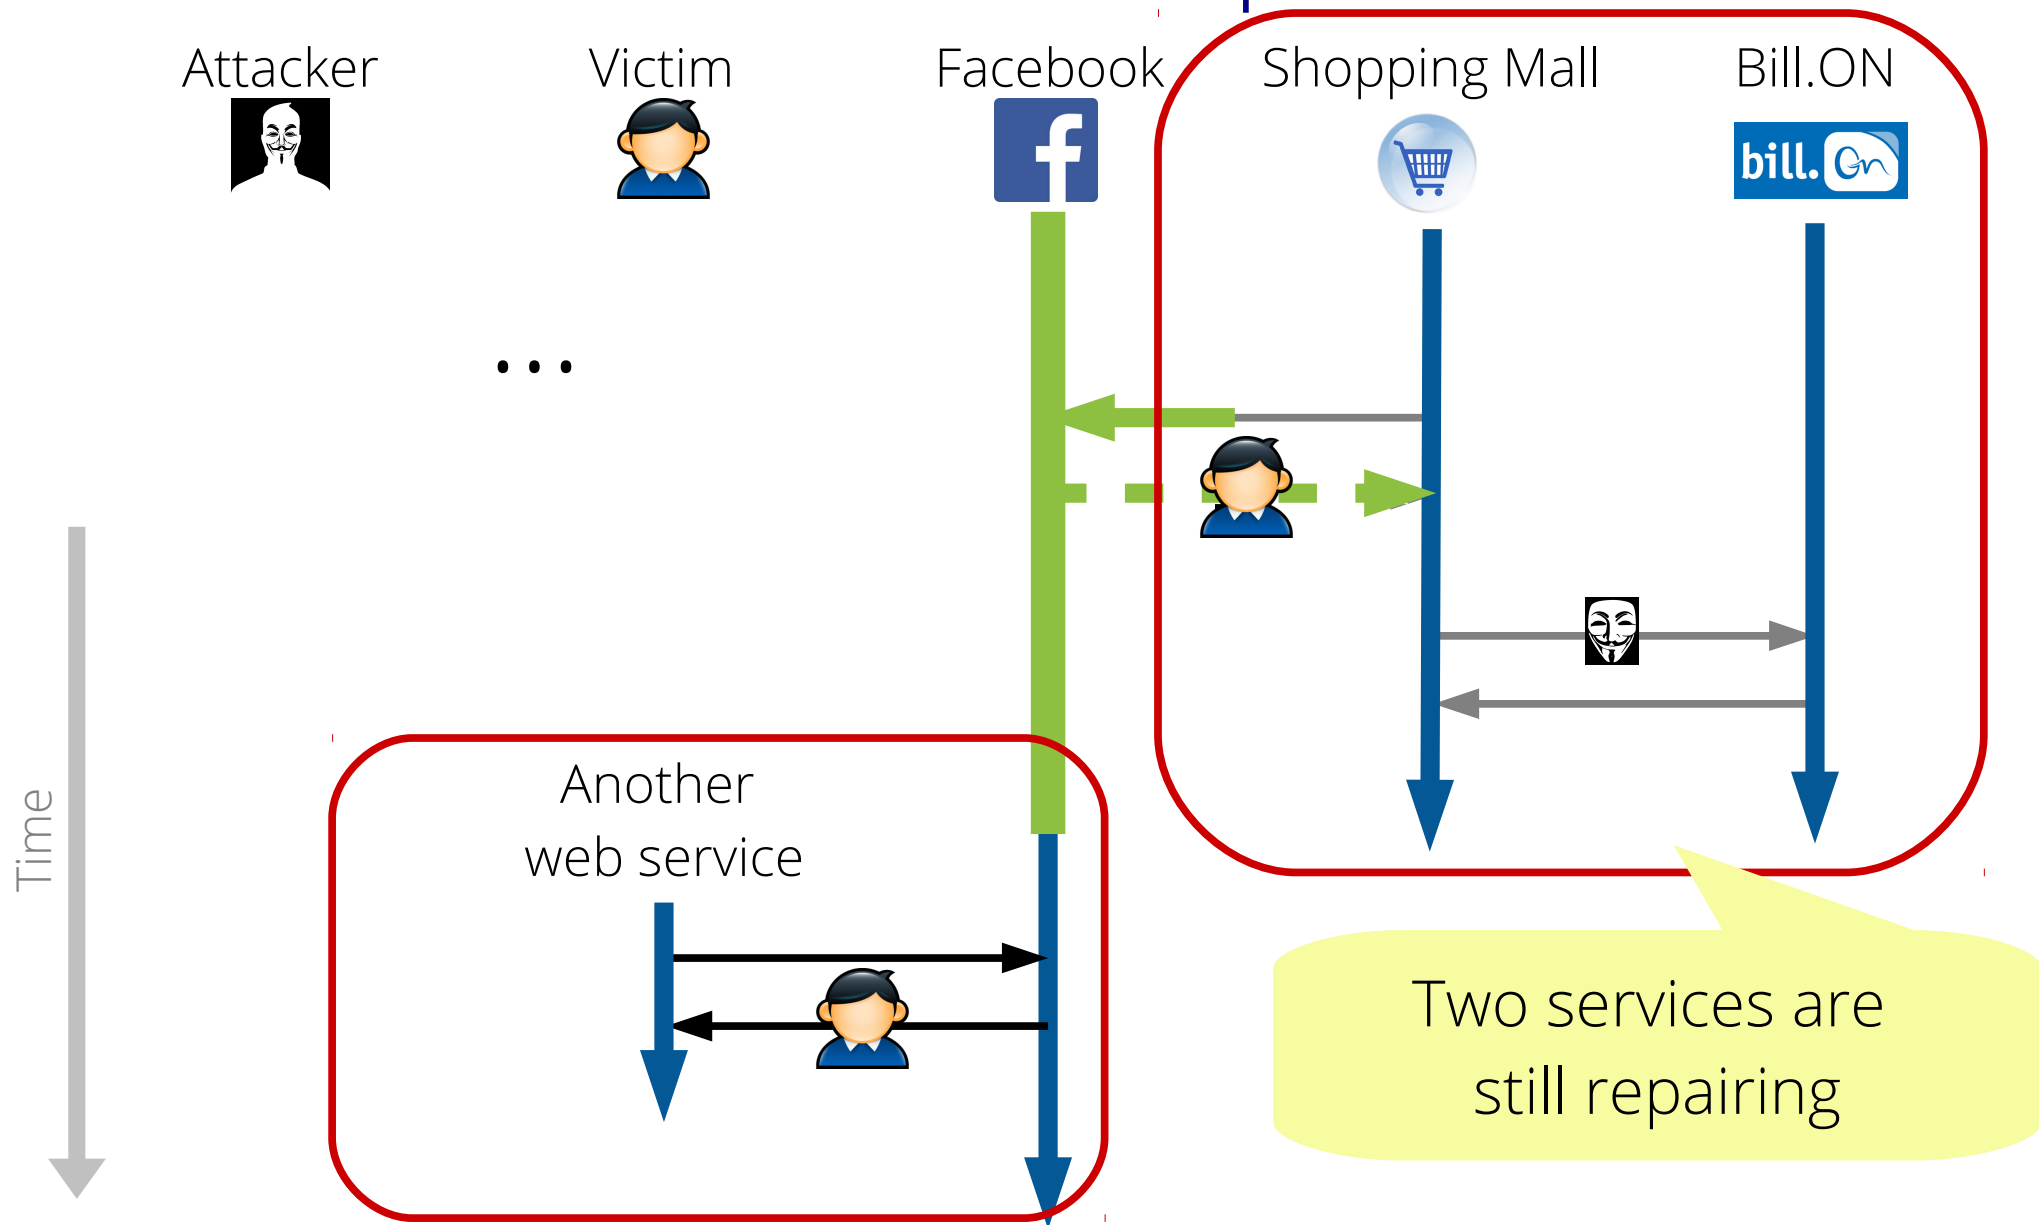 Attacker
Victim
Facebook
Shopping Mall
Bill.ON
f
bill.On
...
Time
Another
web service
Two services are
still repairing